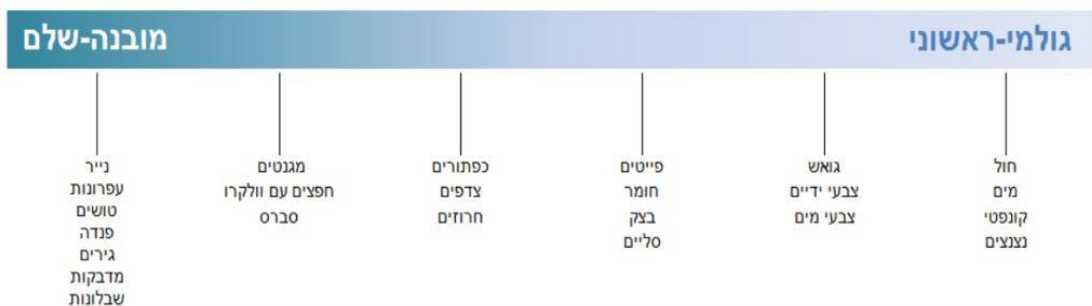 גולמי-ראשוני
מובנה-שלם
חול
מים
קונפטי
נצנצים
גואש
צבעי ידיים
צבעי מים
פייטים
חומר
בצק
סליים
כפתורים
צדפים
חרוזים
מגנטים
חפצים עם וולקרו
סברס
נייר
עפרונות
טושים
פנדה
גירים
מדבקות
שבלונות